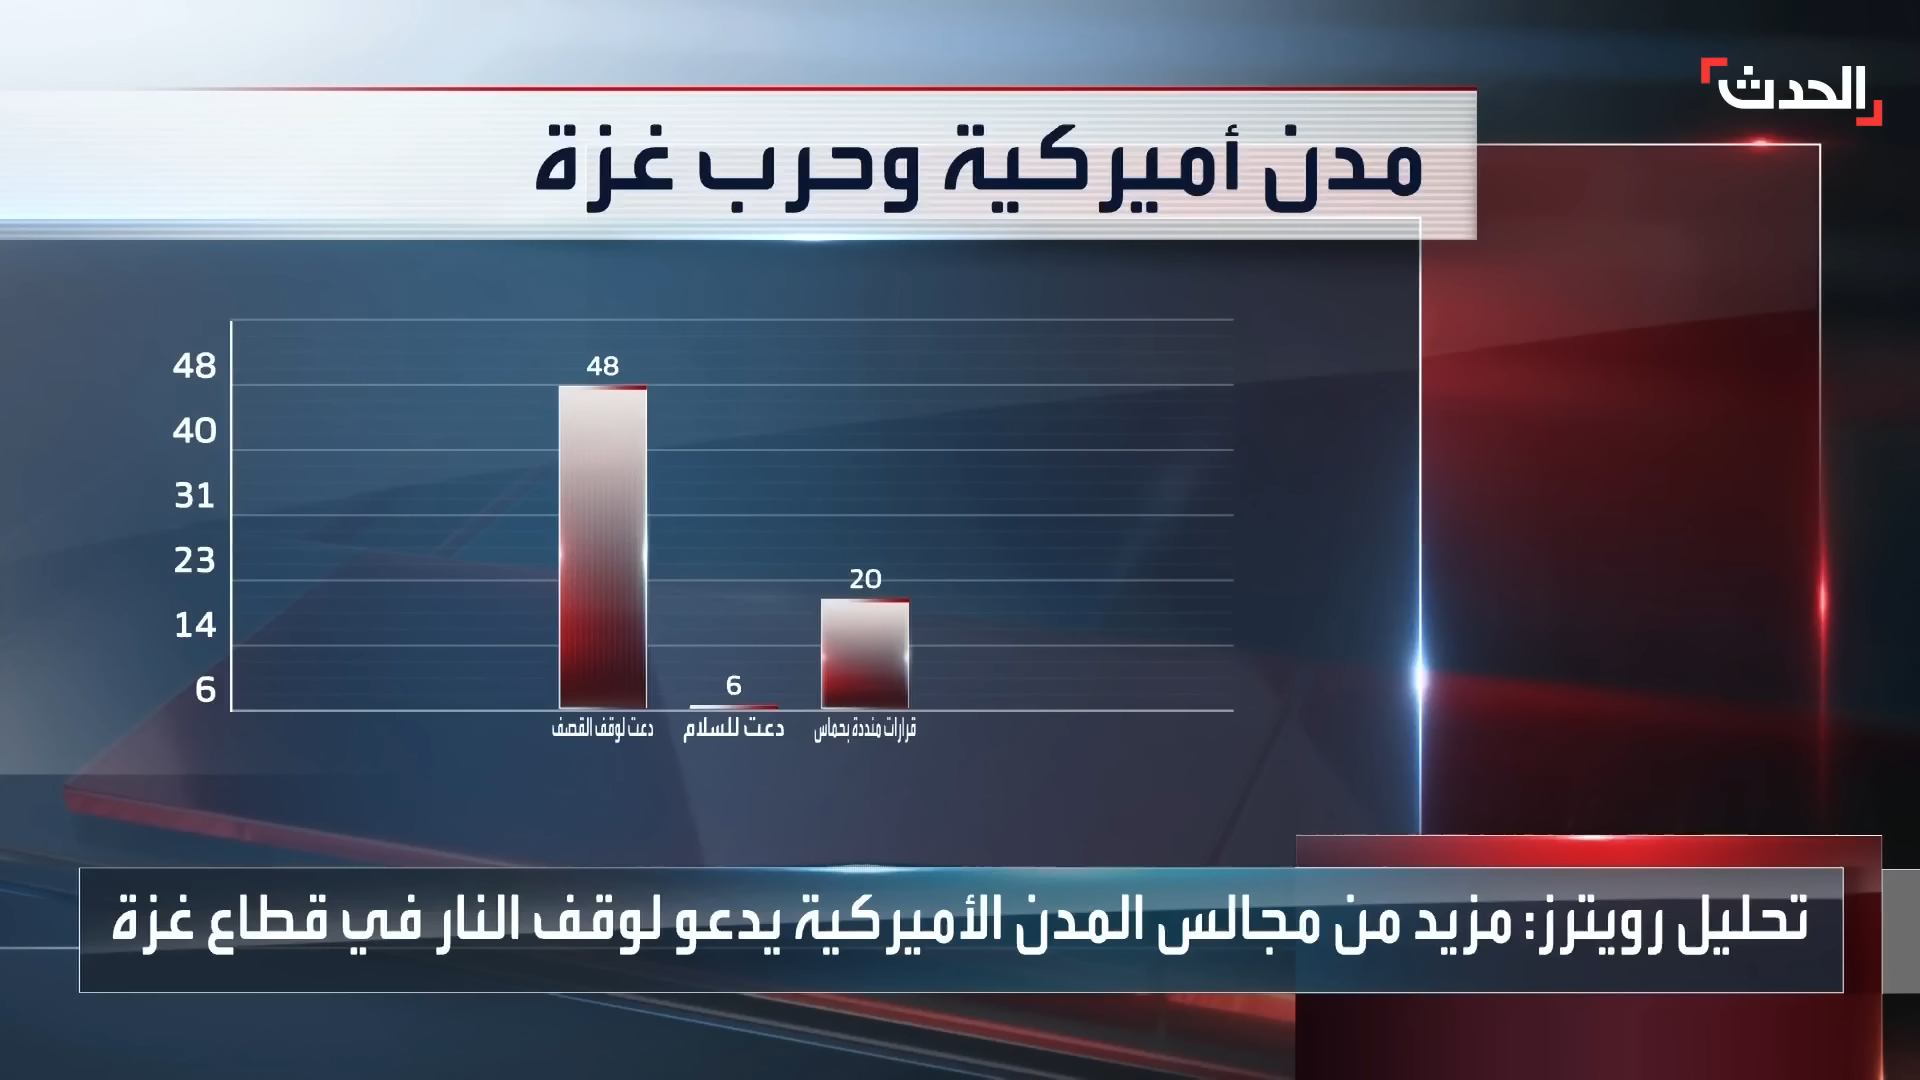 الحدث
مدن أميركية وحرب غزة
48
40
31
23
14
6
48
6
20
دعت لوقف القصف
دعت للسلام
قرارات منددة بحماس
تحليل رويترز: مزيد من مجالس المدن الأميركية يدعو لوقف النار في قطاع غزة